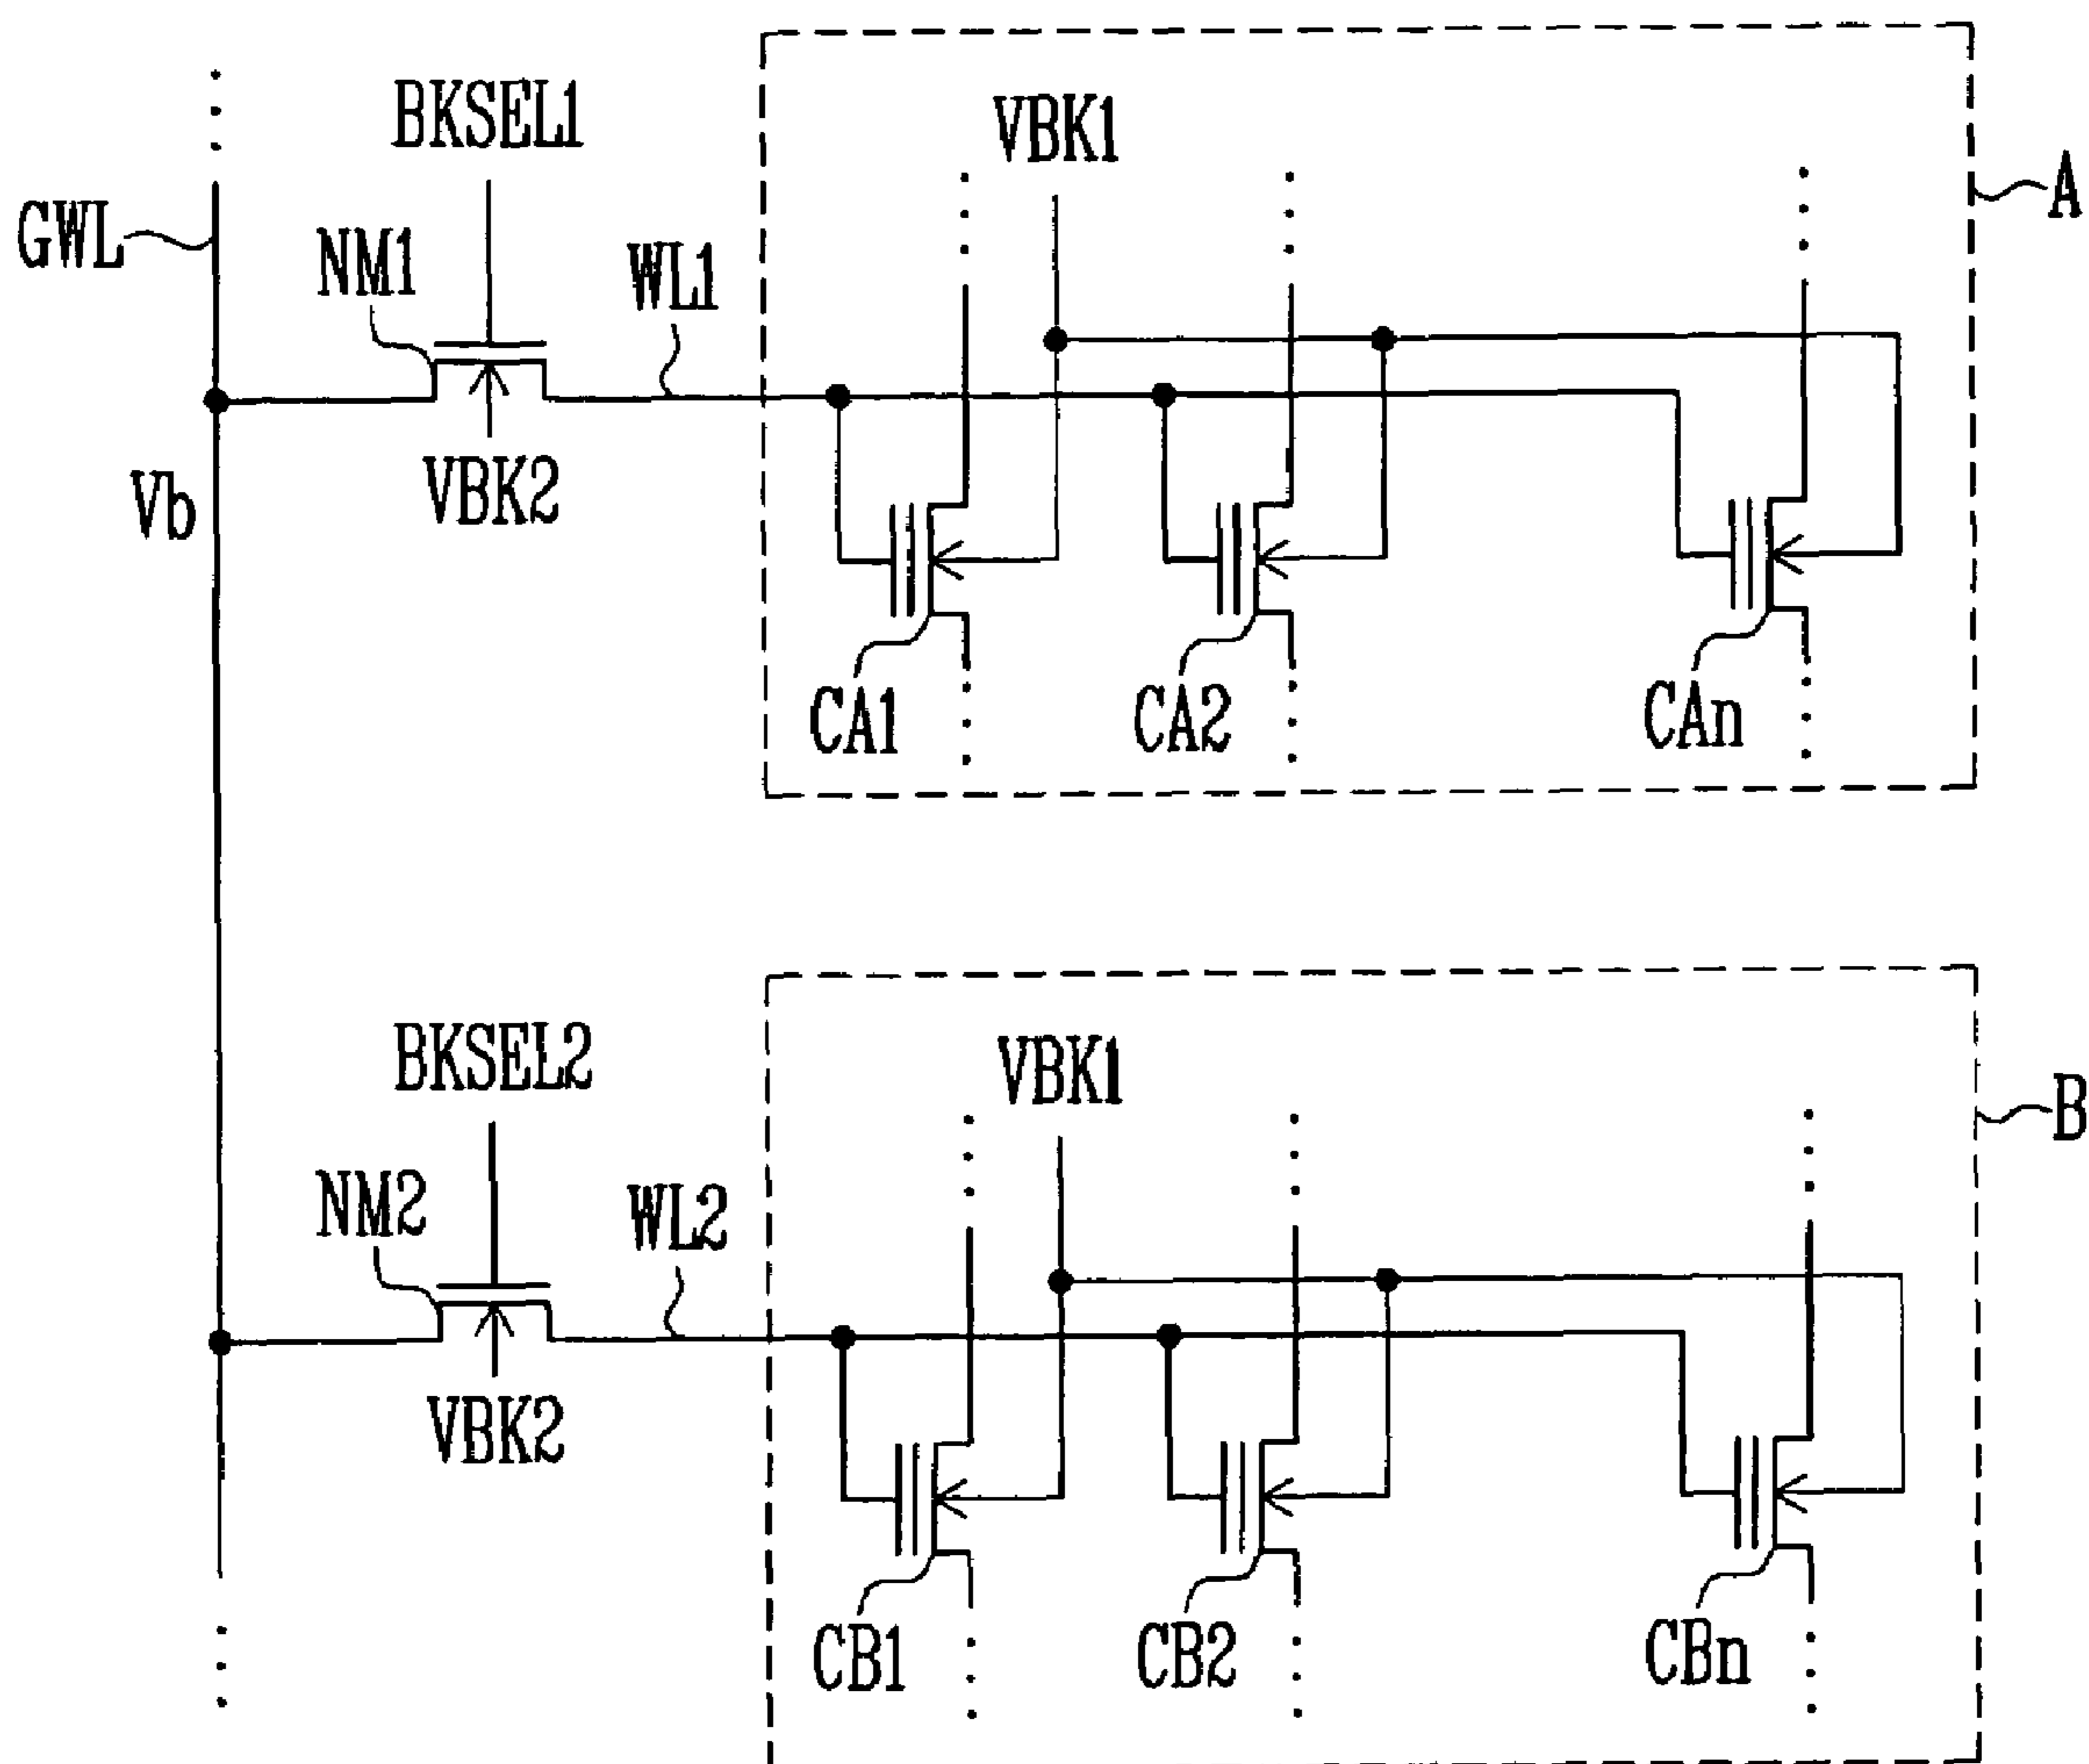 BKSEL1
VBK1
A
GWL
NM1
WL1
Vb
VBK2
CA1
CA2
CAn
BKSEL2
VBK1
B
NM2
WL2
VBK2
CB1
CB2
CBn